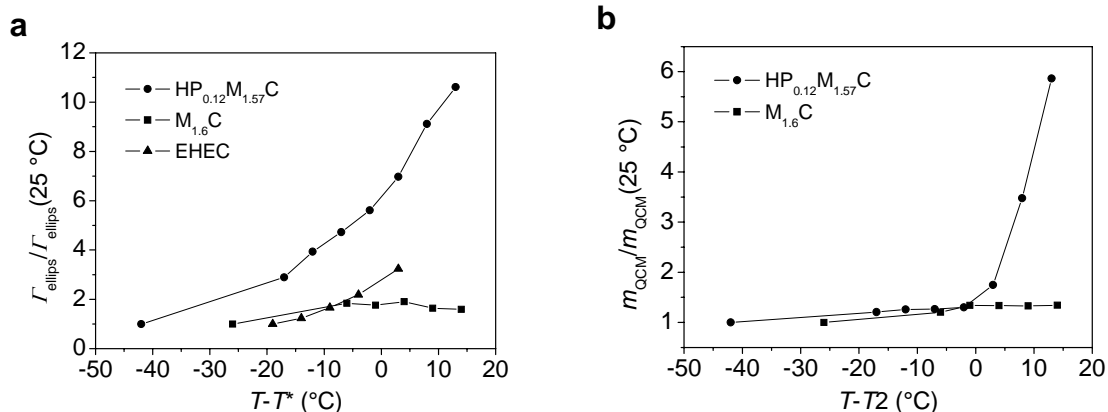 a
12
10
8
6
4
2
0
-50 -40 -30 -20 -10 0 10 20
Γellips/Γellips(25 °C)
T-T* (°C)
HP0.12M1.57C
M1.6C
EHEC
b
6
5
4
3
2
1
-50 -40 -30 -20 -10 0 10 20
mQCM/mQCM(25 °C)
T-T2 (°C)
HP0.12M1.57C
M1.6C